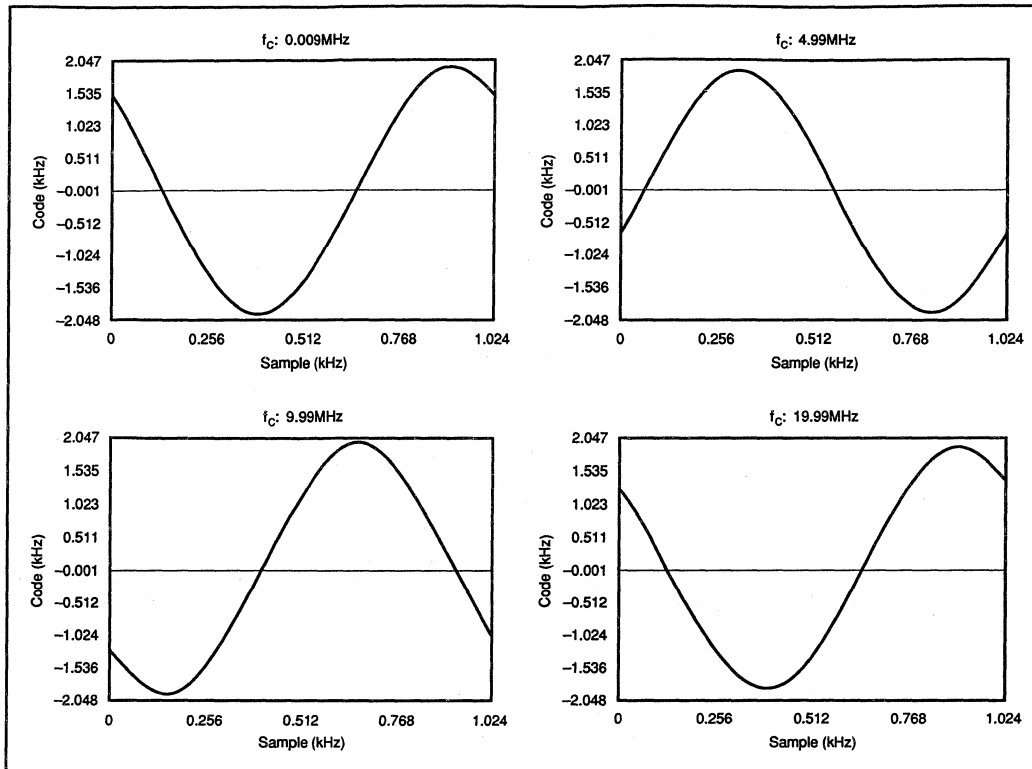 f_C: 0.009MHz
2.047
1.535
1.023
0.511
–0.001
–0.512
–1.024
–1.536
–2.048
Code (kHz)
0 0.256 0.512 0.768 1.024
Sample (kHz)
f_C: 4.99MHz
2.047
1.535
1.023
0.511
–0.001
–0.512
–1.024
–1.536
–2.048
Code (kHz)
0 0.256 0.512 0.768 1.024
Sample (kHz)
f_C: 9.99MHz
2.047
1.535
1.023
0.511
–0.001
–0.512
–1.024
–1.536
–2.048
Code (kHz)
0 0.256 0.512 0.768 1.024
Sample (kHz)
f_C: 19.99MHz
2.047
1.535
1.023
0.511
–0.001
–0.512
–1.024
–1.536
–2.048
Code (kHz)
0 0.256 0.512 0.768 1.024
Sample (kHz)